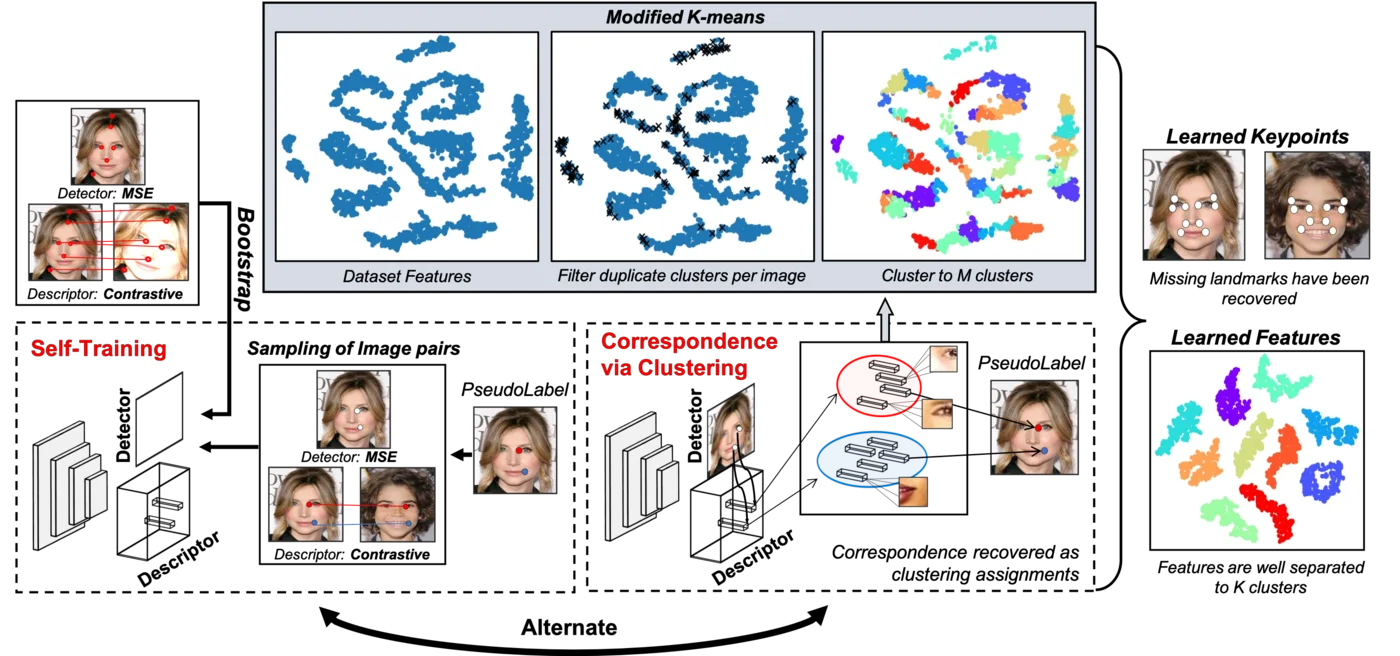 Modified K-means
Dataset Features
Filter duplicate clusters per image
Cluster to M clusters
Detector: MSE
Descriptor: Contrastive
Bootstrap
Self-Training
Sampling of Image pairs
PseudoLabel
Detector
Descriptor
Detector: MSE
Descriptor: Contrastive
Correspondence
via Clustering
Detector
Descriptor
PseudoLabel
Correspondence recovered as
clustering assignments
Alternate
Learned Keypoints
Missing landmarks have been
recovered
Learned Features
Features are well separated
to K clusters